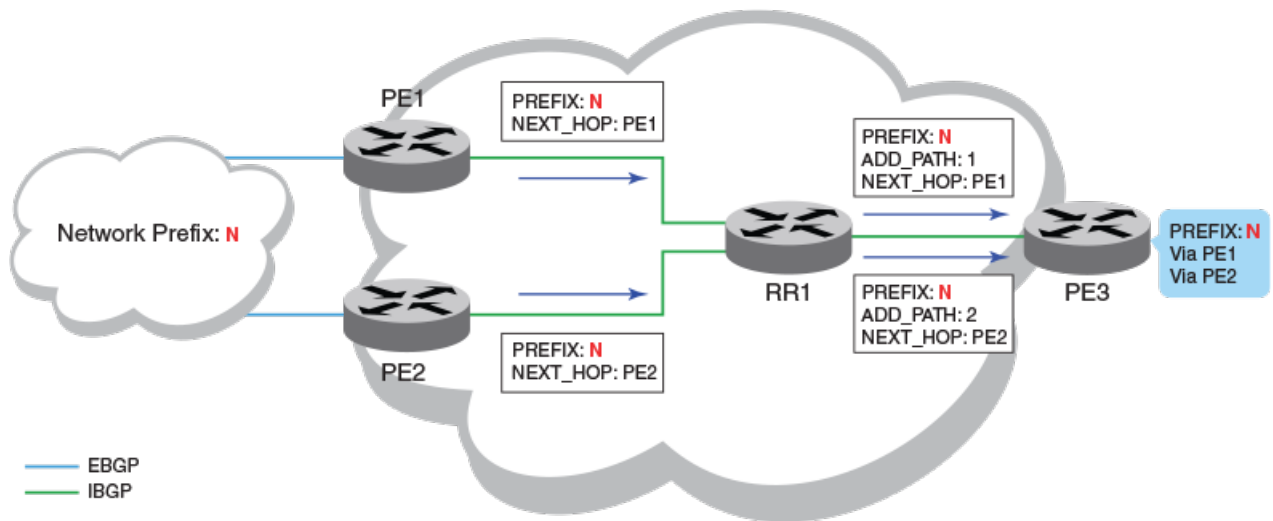 PE1
PREFIX: N
NEXT_HOP: PE1
Network Prefix: N
PE2
PREFIX: N
NEXT_HOP: PE2
RR1
PREFIX: N
ADD_PATH: 1
NEXT_HOP: PE1
PREFIX: N
ADD_PATH: 2
NEXT_HOP: PE2
PE3
PREFIX: N
Via PE1
Via PE2
EBGP
IBGP